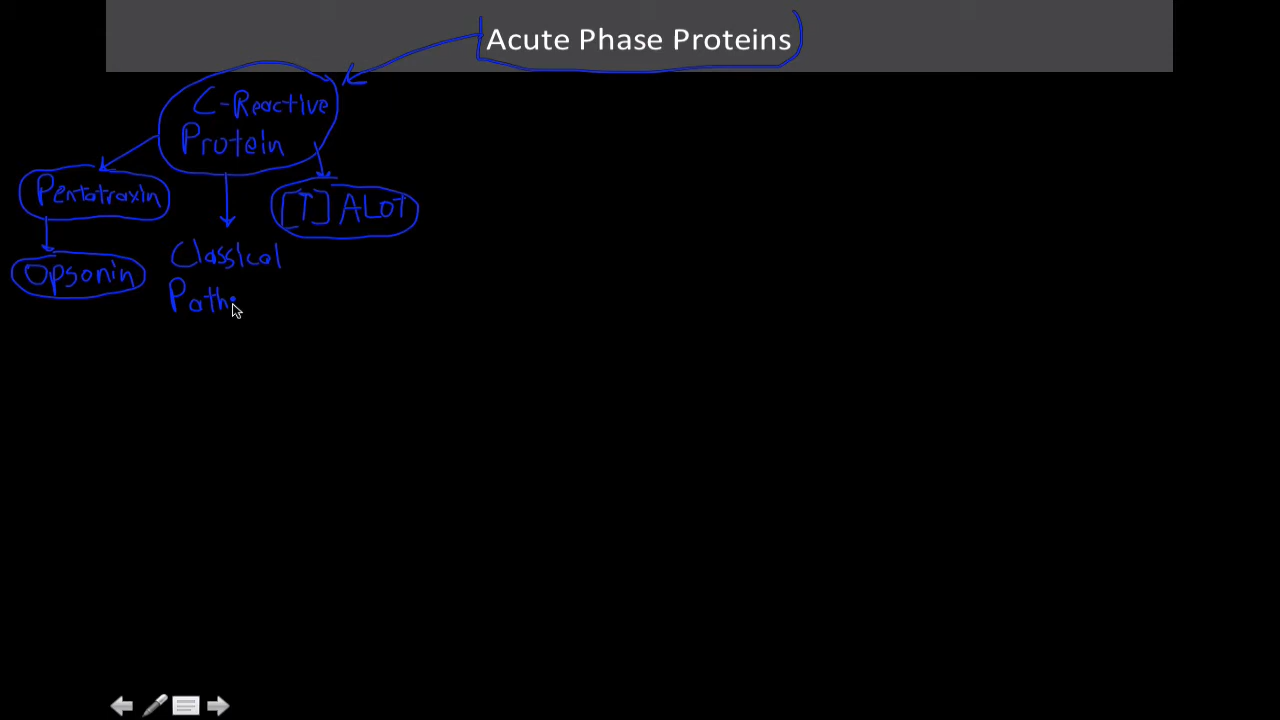 Acute Phase Proteins
C-Reactive
Protein
Pentatraxin
[T] ALOT
Opsonin
Classical
Path